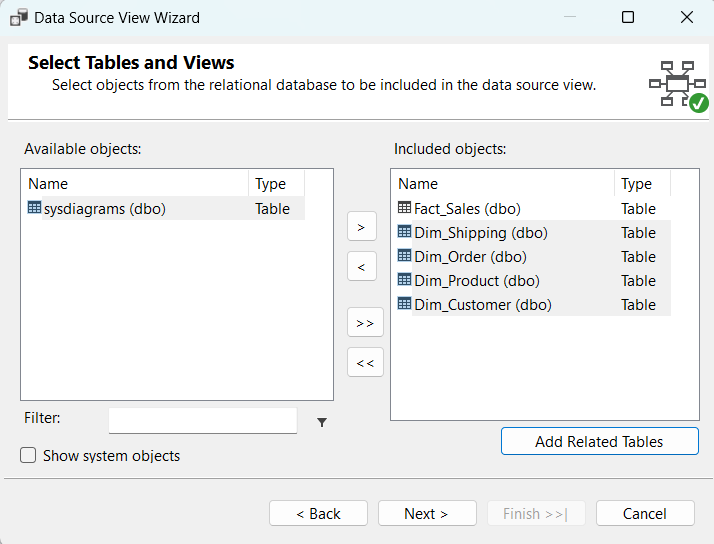 Data Source View Wizard
Select Tables and Views
Select objects from the relational database to be included in the data source view.
Available objects:
Name Type
sysdiagrams (dbo) Table
>
<
>>
<<
Included objects:
Name Type
Fact_Sales (dbo) Table
Dim_Shipping (dbo) Table
Dim_Order (dbo) Table
Dim_Product (dbo) Table
Dim_Customer (dbo) Table
Filter:
Add Related Tables
Show system objects
< Back Next > Finish >>| Cancel